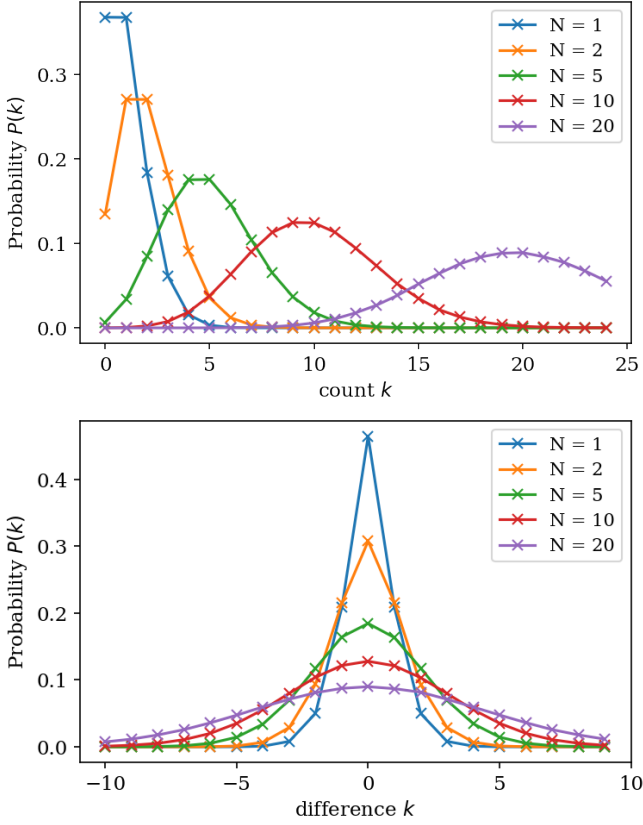 0.3
0.2
0.1
0.0
Probability P(k)
N = 1
N = 2
N = 5
N = 10
N = 20
0 5 10 15 20 25
count k
0.4
0.3
0.2
0.1
0.0
Probability P(k)
N = 1
N = 2
N = 5
N = 10
N = 20
−10 −5 0 5 10
difference k